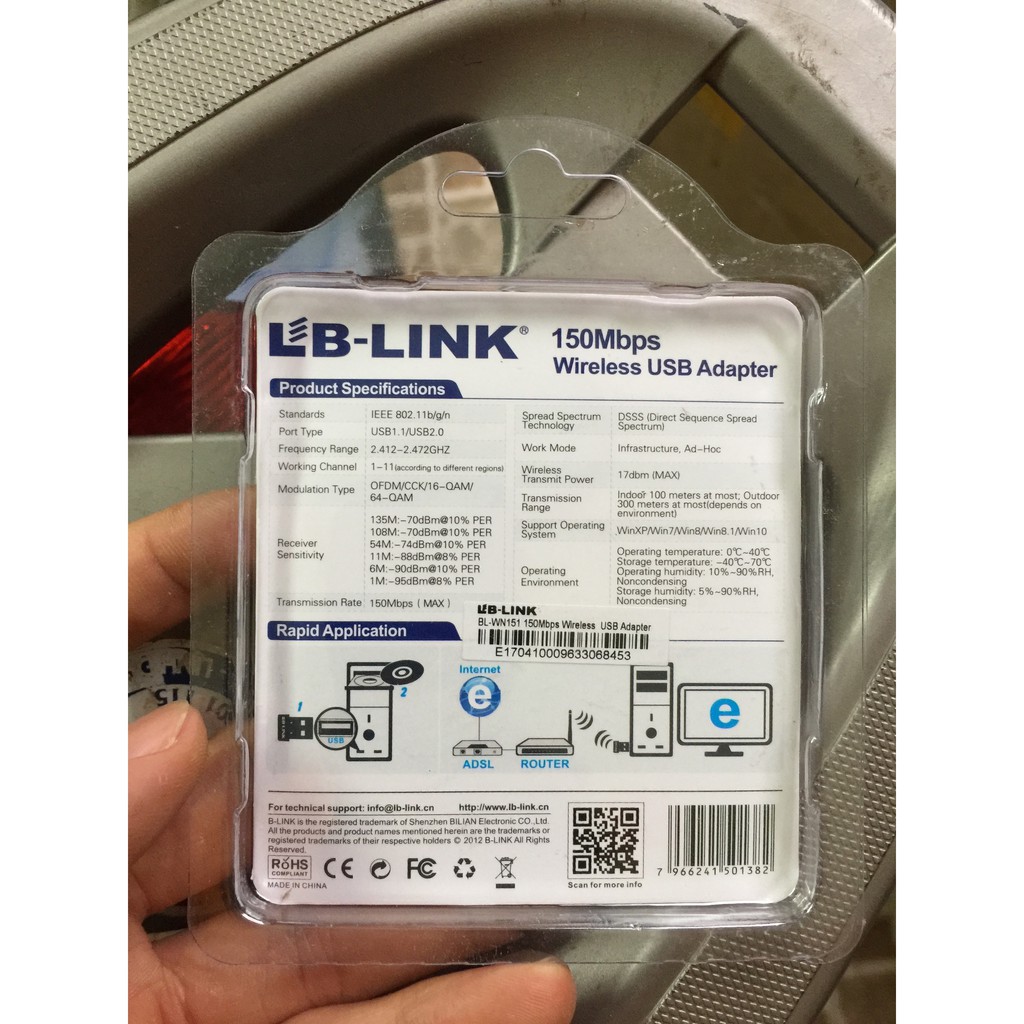 LB-LINK®
150Mbps
Wireless USB Adapter
Product Specifications
Standards IEEE 802.11b/g/n
Port Type USB1.1/USB2.0
Frequency Range 2.412-2.472GHZ
Working Channel 1-11(according to different regions)
Modulation Type OFDM/CCK/16-QAM/
64-QAM
Receiver
Sensitivity
135M:-70dBm@10% PER
108M:-70dBm@10% PER
54M:-74dBm@10% PER
11M:-88dBm@8% PER
6M:-90dBm@10% PER
1M:-95dBm@8% PER
Transmission Rate 150Mbps ( MAX )
Spread Spectrum
Technology
DSSS (Direct Sequence Spread
Spectrum)
Work Mode Infrastructure, Ad-Hoc
Wireless
Transmit Power
17dbm (MAX)
Transmission
Range
Indoor 100 meters at most; Outdoor
300 meters at most(depends on
environment)
Support Operating
System
WinXP/Win7/Win8/Win8.1/Win10
Operating
Environment
Operating temperature: 0℃~40℃
Storage temperature: -40℃~70℃
Operating humidity: 10%~90%RH,
Noncondensing
Storage humidity: 5%~90%RH,
Noncondensing
LB-LINK
BL-WN151 150Mbps Wireless USB Adapter
E170410009633068453
Rapid Application
1
USB
2
Internet
e
ADSL
ROUTER
e
For technical support: info@lb-link.cn http://www.lb-link.cn
B-LINK is the registered trademark of Shenzhen BILIAN Electronic CO.,Ltd.
All the products and product names mentioned herein are the trademarks or
registered trademarks of their respective holders © 2012 B-LINK All Rights
Reserved.
RoHS
COMPLIANT
CE FC
MADE IN CHINA
Scan for more info
7 966241 501382